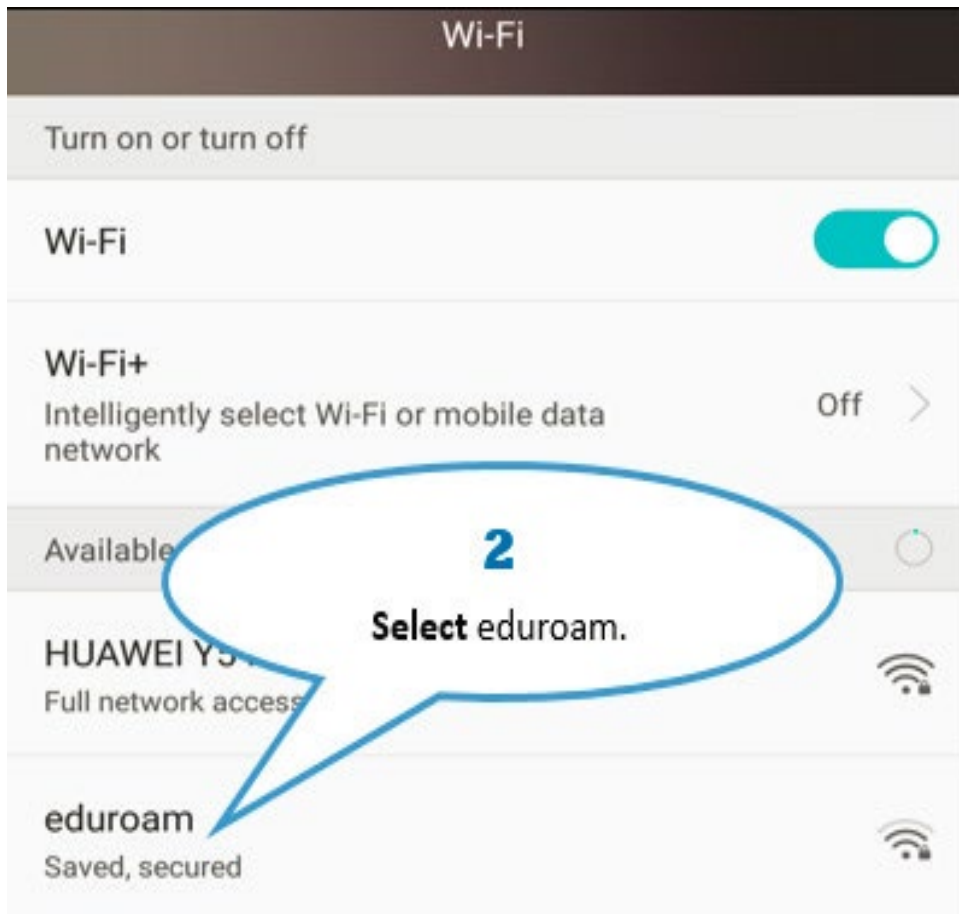 Wi-Fi
Turn on or turn off
Wi-Fi
Wi-Fi+
Intelligently select Wi-Fi or mobile data
network
Off
Available
2
Select eduroam.
HUAWEI
Full network access
eduroam
Saved, secured